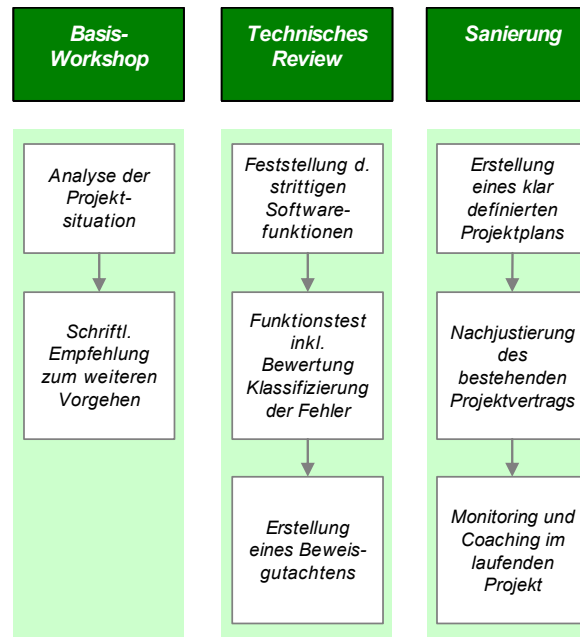 Basis-
Workshop
Technisches
Review
Sanierung
Analyse der
Projekt-
situation
Schriftl.
Empfehlung
zum weiteren
Vorgehen
Feststellung d.
strittigen
Software-
funktionen
Funktionstest
inkl.
Bewertung
Klassifizierung
der Fehler
Erstellung
eines Beweis-
gutachtens
Erstellung
eines klar
definierten
Projektplans
Nachjustierung
des
bestehenden
Projektvertrags
Monitoring und
Coaching im
laufenden
Projekt